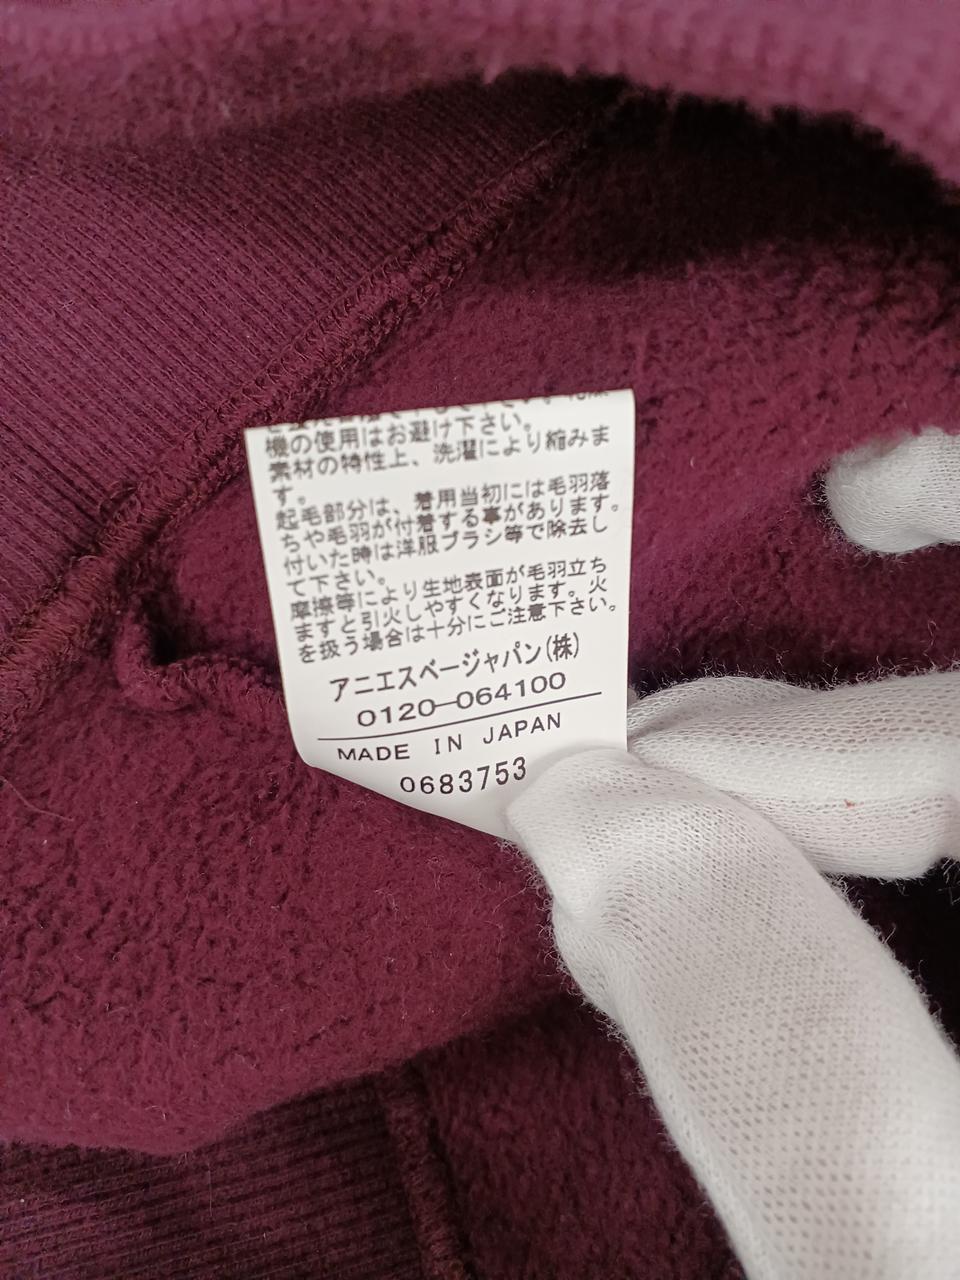 機の使用はお避け下さい。
素材の特性上、洗濯により縮みま
す。
起毛部分は、着用当初には毛羽落
ちや毛羽が付着する事があります。
付いた時は洋服ブラシ等で除去し
て下さい。
摩擦等により生地表面が毛羽立ち
ますと引火しやすくなります。火
を扱う場合は十分にご注意下さい。
アニエスベージャパン(株)
0120-064100
MADE IN JAPAN
0683753